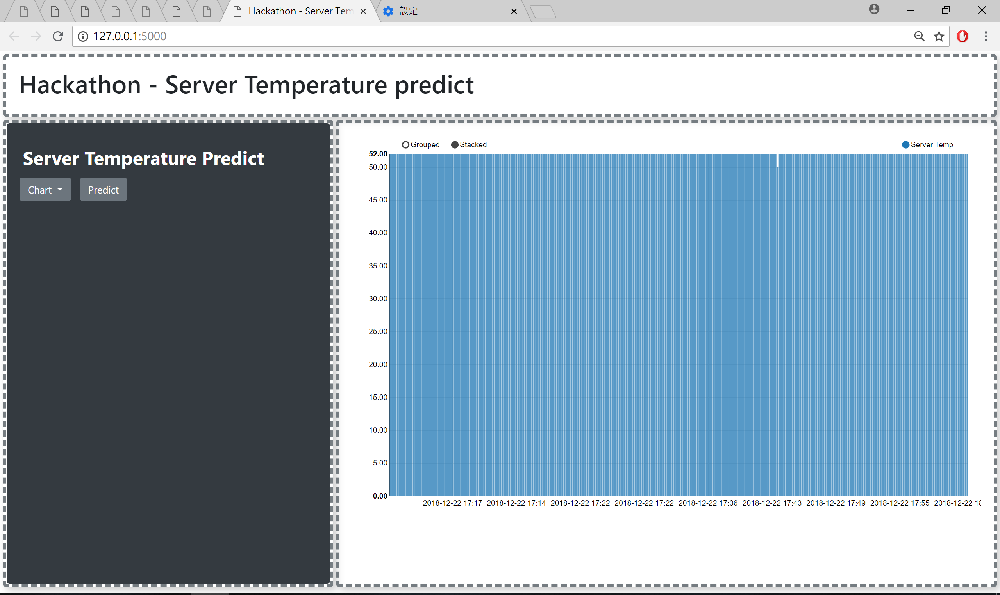 Hackathon - Server Tem
設定
127.0.0.1:5000
Hackathon - Server Temperature predict
Server Temperature Predict
Chart
Predict
Grouped
Stacked
Server Temp
52.00
50.00
45.00
40.00
35.00
30.00
25.00
20.00
15.00
10.00
5.00
0.00
2018-12-22 17:17 2018-12-22 17:14 2018-12-22 17:22 2018-12-22 17:22 2018-12-22 17:36 2018-12-22 17:43 2018-12-22 17:49 2018-12-22 17:55 2018-12-22 18